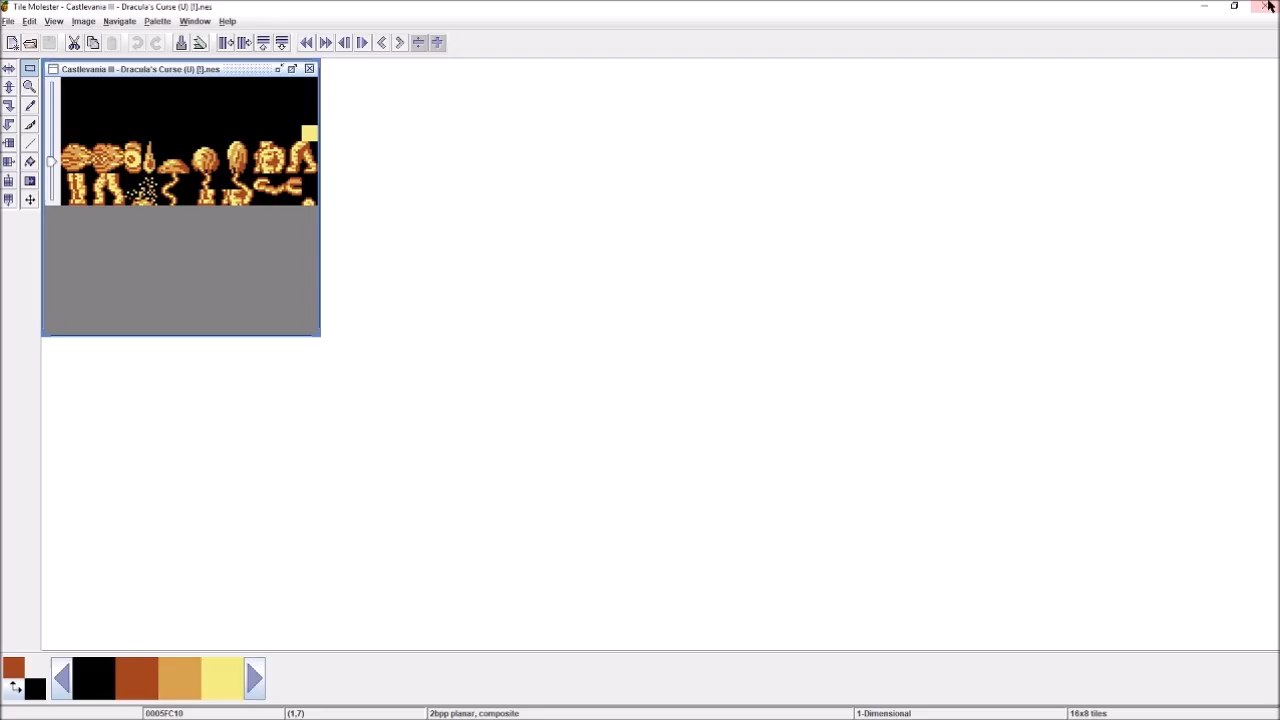 Tile Molester - Castlevania III - Dracula's Curse (U) [!].nes
File Edit View Image Navigate Palette Window Help
Castlevania III - Dracula's Curse (U) [!].nes
0005FC10 (1,7) 2bpp planar, composite 1-Dimensional 16x8 tiles